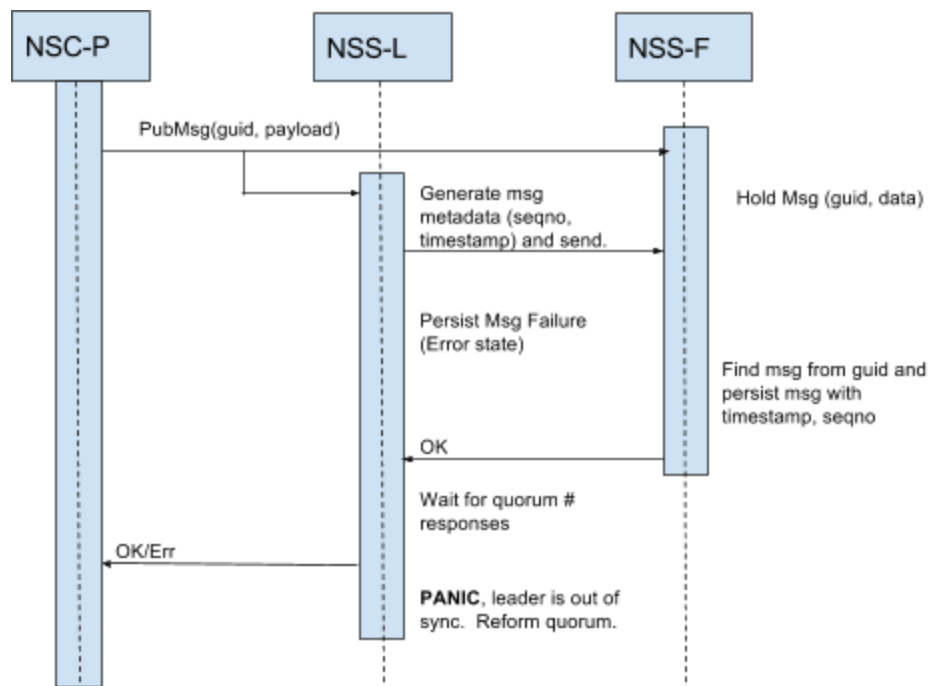 NSC-P
NSS-L
NSS-F
PubMsg(guid, payload)
Generate msg
metadata (seqno,
timestamp) and send.
Hold Msg (guid, data)
Persist Msg Failure
(Error state)
Find msg from guid and
persist msg with
timestamp, seqno
OK
Wait for quorum #
responses
OK/Err
PANIC, leader is out of
sync. Reform quorum.